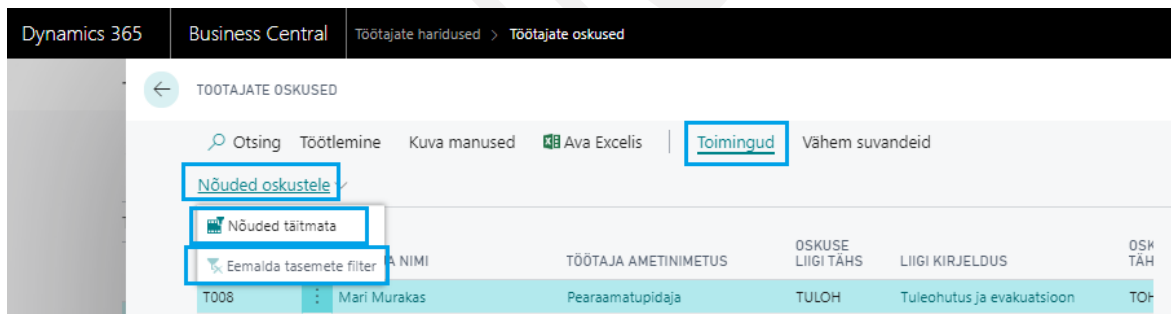 Dynamics 365 Business Central Töötajate haridused > Töötajate oskused
TÖÖTAJATE OSKUSED
Otsing Töötlemine Kuva manused Ava Excelis Toimingud Vähem suvandeid
Nõuded oskustele
Nõuded täitmata
Eemalda tasemete filter
A NIMI TÖÖTAJA AMETINIMETUS OSKUSE LIIGI TÄHS LIIGI KIRJELDUS OSK TÄH
T008 Mari Murakas Pearaamatupidaja TULOH Tuleohutus ja evakuatsioon TOH